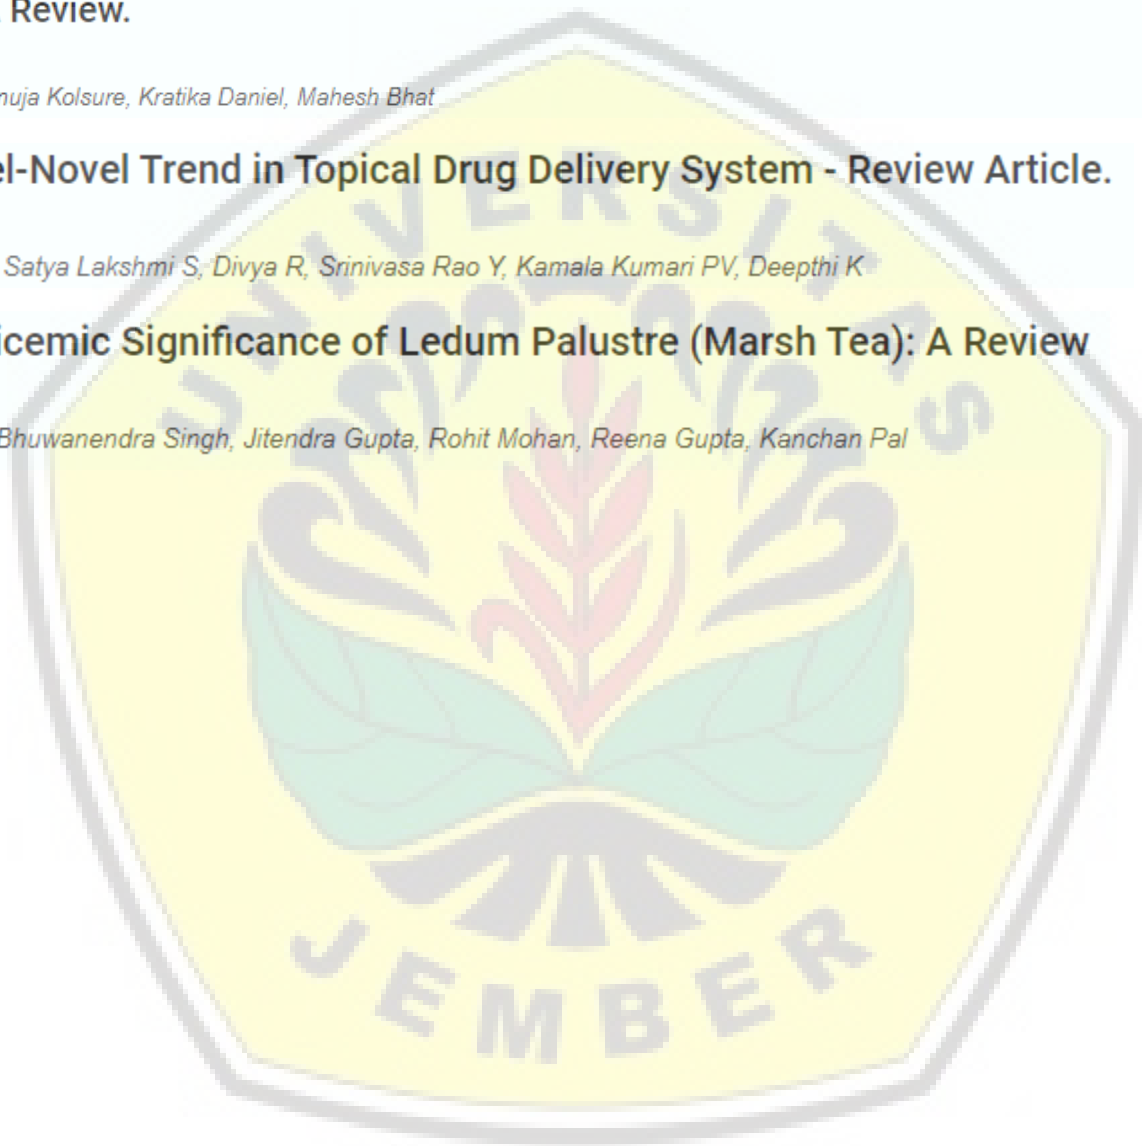 Review.
nuja Kolsure, Kratika Daniel, Mahesh Bhat
el-Novel Trend in Topical Drug Delivery System - Review Article.
Satya Lakshmi S, Divya R, Srinivasa Rao Y, Kamala Kumari PV, Deepthi K
icemic Significance of Ledum Palustre (Marsh Tea): A Review
Bhuwanendra Singh, Jitendra Gupta, Rohit Mohan, Reena Gupta, Kanchan Pal
UNIVERSITAS
JEMBER